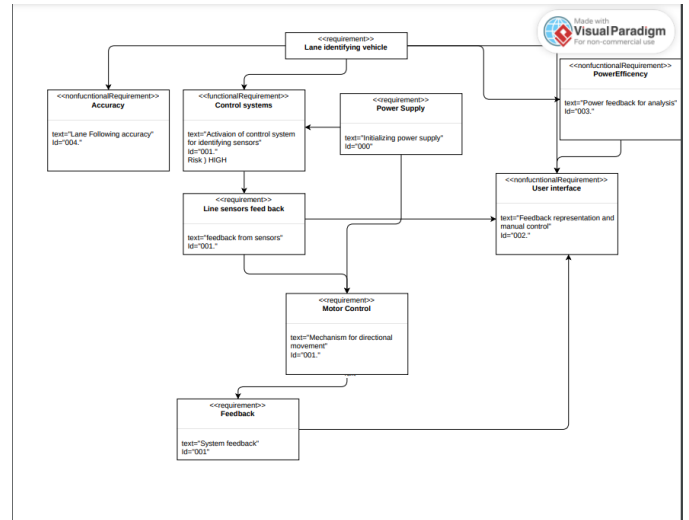 Made with
Visual Paradigm
For non-commercial use
<<requirement>>
Lane identifying vehicle
<<nonfucntionalRequirement>>
Accuracy
text="Lane Following accuracy"
Id="004."
<<functionalRequirement>>
Control systems
text="Activaion of control system
for identifying sensors"
Id="001."
Risk ) HIGH
<<requirement>>
Power Supply
text="Initializing power supply"
Id="000"
<<nonfucntionalRequirement>>
PowerEfficency
text="Power feedback for analysis"
Id="003."
<<requirement>>
Line sensors feed back
text="feedback from sensors"
Id="001."
<<nonfucntionalRequirement>>
User interface
text="Feedback representation and
manual control"
Id="002."
<<requirement>>
Motor Control
text="Mechanism for directional
movement"
Id="001."
<<requirement>>
Feedback
text="System feedback"
Id="001"